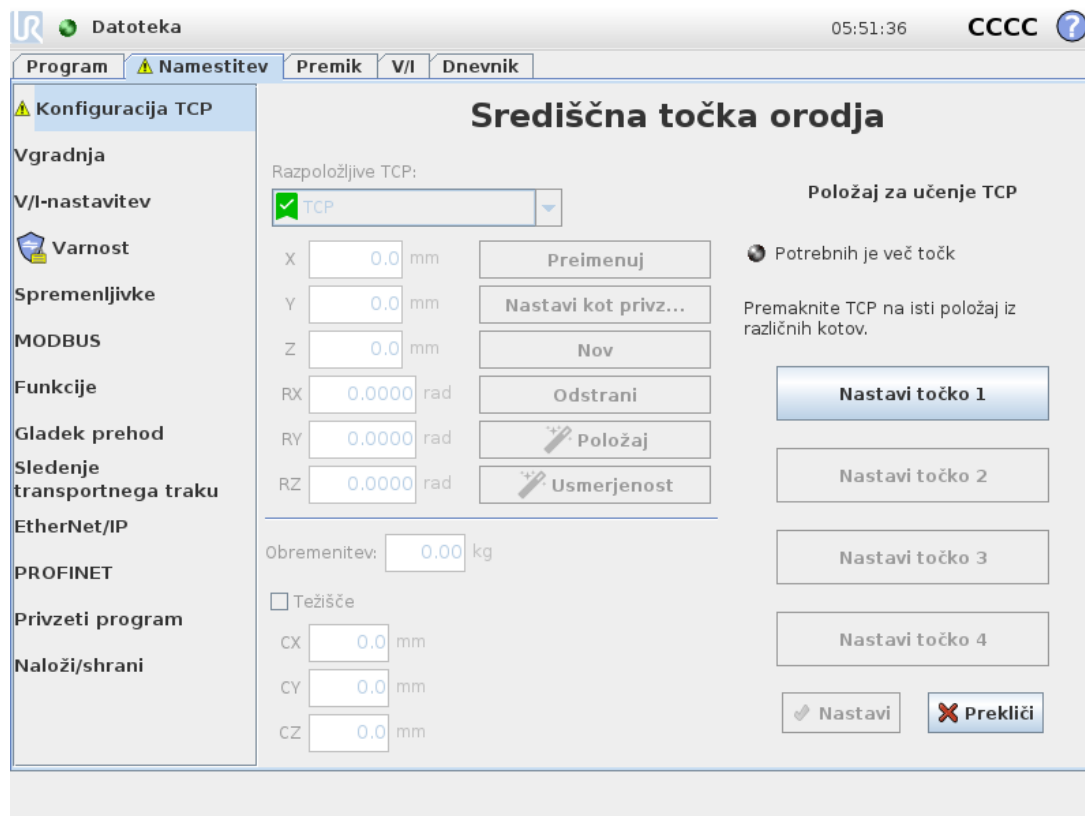 UR Datoteka 05:51:36 CCCC ?
Program Namestitev Premik V/I Dnevnik
Konfiguracija TCP
Vgradnja
V/I-nastavitev
Varnost
Spremenljivke
MODBUS
Funkcije
Gladek prehod
Sledenje
transportnega traku
EtherNet/IP
PROFINET
Privzeti program
Naloži/shrani
Središčna točka orodja
Razpoložljive TCP:
TCP
X 0.0 mm Preimenuj
Y 0.0 mm Nastavi kot privz...
Z 0.0 mm Nov
RX 0.0000 rad Odstrani
RY 0.0000 rad Položaj
RZ 0.0000 rad Usmerjenost
Obremenitev: 0.00 kg
Težišče
CX 0.0 mm
CY 0.0 mm
CZ 0.0 mm
Položaj za učenje TCP
Potrebnih je več točk
Premaknite TCP na isti položaj iz
različnih kotov.
Nastavi točko 1
Nastavi točko 2
Nastavi točko 3
Nastavi točko 4
Nastavi Prekliči